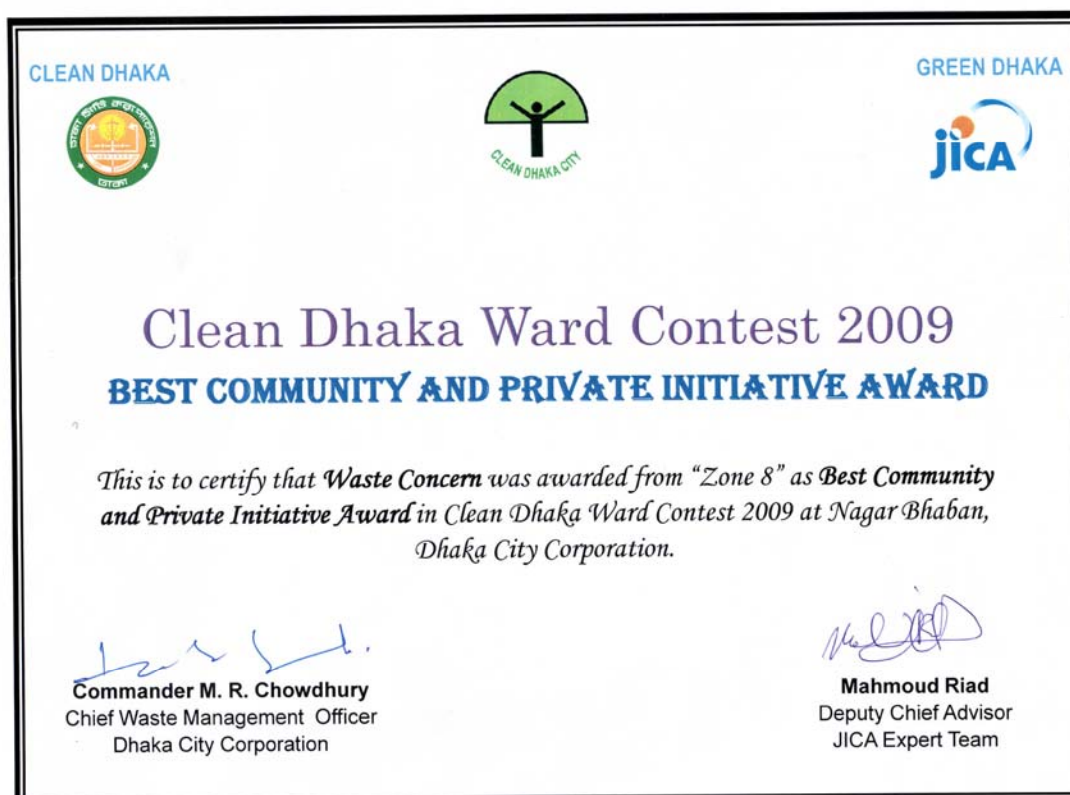 CLEAN DHAKA
GREEN DHAKA
ঢাকা সিটি করপোরেশন
ঢাকা
CLEAN DHAKA CITY
jica
Clean Dhaka Ward Contest 2009
BEST COMMUNITY AND PRIVATE INITIATIVE AWARD
This is to certify that Waste Concern was awarded from “Zone 8” as Best Community
and Private Initiative Award in Clean Dhaka Ward Contest 2009 at Nagar Bhaban,
Dhaka City Corporation.
Commander M. R. Chowdhury
Chief Waste Management Officer
Dhaka City Corporation
Mahmoud Riad
Deputy Chief Advisor
JICA Expert Team